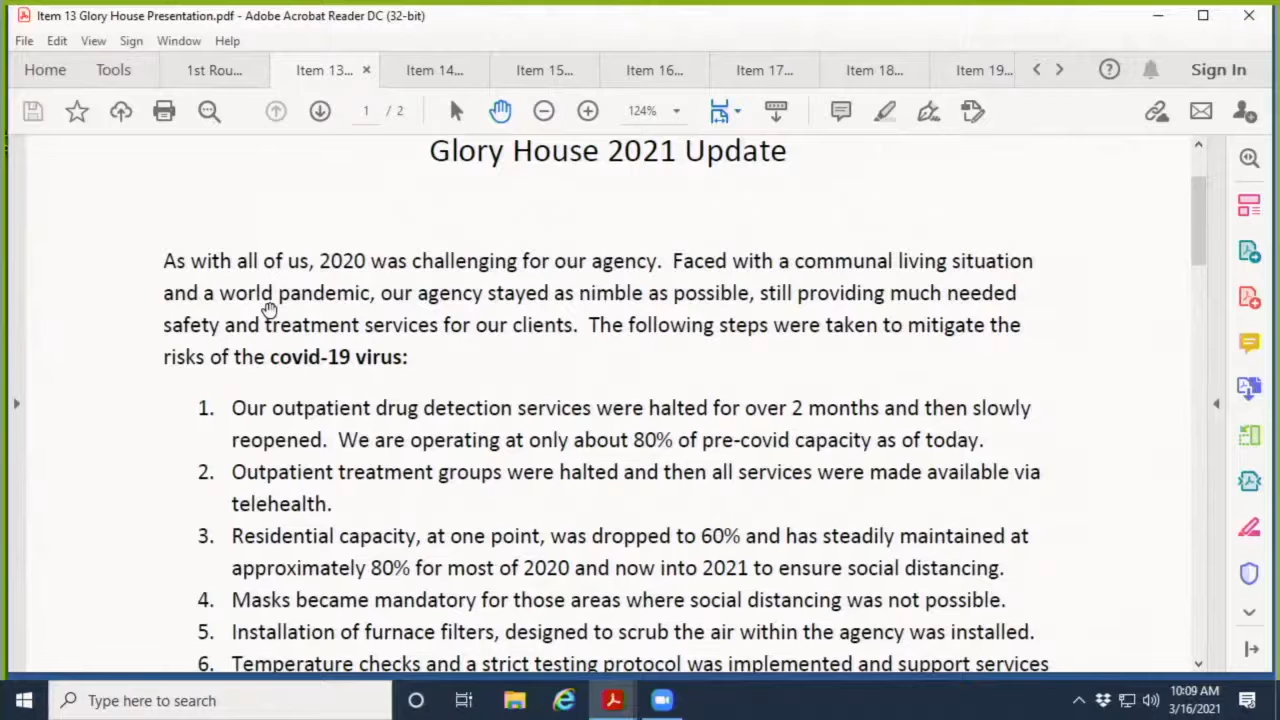 Item 13 Glory House Presentation.pdf - Adobe Acrobat Reader DC (32-bit)
File Edit View Sign Window Help
Home Tools 1st Rou... Item 13... × Item 14... Item 15... Item 16... Item 17... Item 18... Item 19... Sign In
1 / 2 124%
Glory House 2021 Update
As with all of us, 2020 was challenging for our agency. Faced with a communal living situation
and a world pandemic, our agency stayed as nimble as possible, still providing much needed
safety and treatment services for our clients. The following steps were taken to mitigate the
risks of the covid-19 virus:
1. Our outpatient drug detection services were halted for over 2 months and then slowly
reopened. We are operating at only about 80% of pre-covid capacity as of today.
2. Outpatient treatment groups were halted and then all services were made available via
telehealth.
3. Residential capacity, at one point, was dropped to 60% and has steadily maintained at
approximately 80% for most of 2020 and now into 2021 to ensure social distancing.
4. Masks became mandatory for those areas where social distancing was not possible.
5. Installation of furnace filters, designed to scrub the air within the agency was installed.
6. Temperature checks and a strict testing protocol was implemented and support services
Type here to search
10:09 AM
3/16/2021